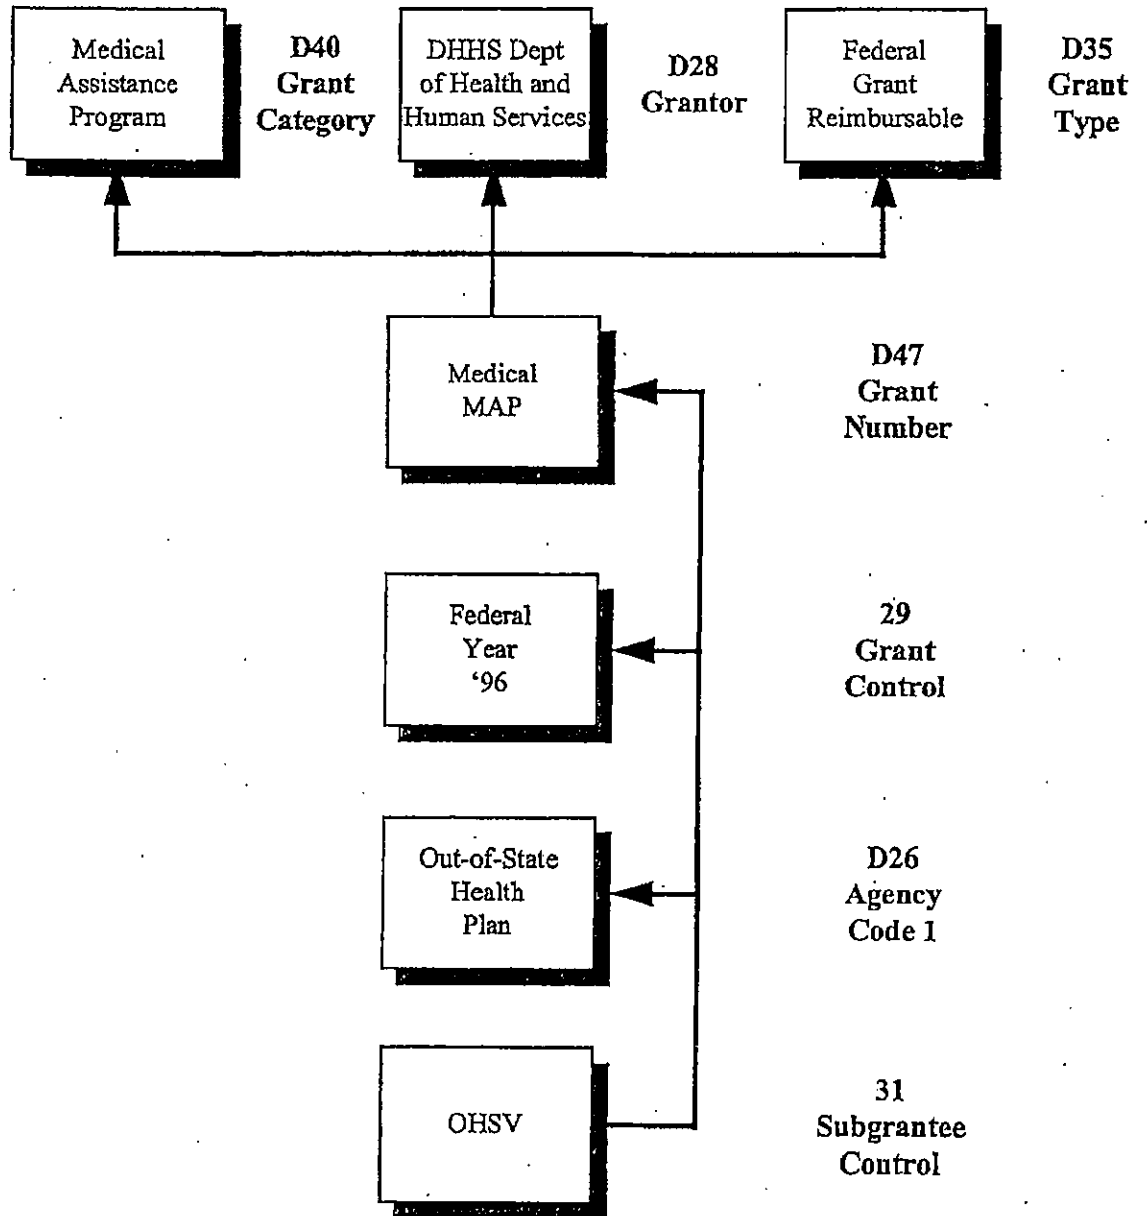 Medical
Assistance
Program
D40
Grant
Category
DHHS Dept
of Health and
Human Services
D28
Grantor
Federal
Grant
Reimbursable
D35
Grant
Type
Medical
MAP
D47
Grant
Number
Federal
Year
‘96
29
Grant
Control
Out-of-State
Health
Plan
D26
Agency
Code 1
OHSV
31
Subgrantee
Control